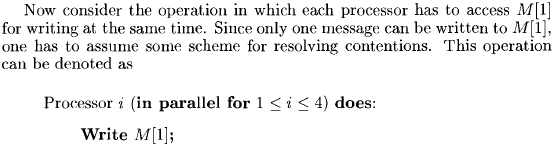 Now consider the operation in which each processor has to access M[1]
for writing at the same time. Since only one message can be written to M[1],
one has to assume some scheme for resolving contentions. This operation
can be denoted as
Processor i (in parallel for 1 ≤ i ≤ 4) does:
Write M[1];